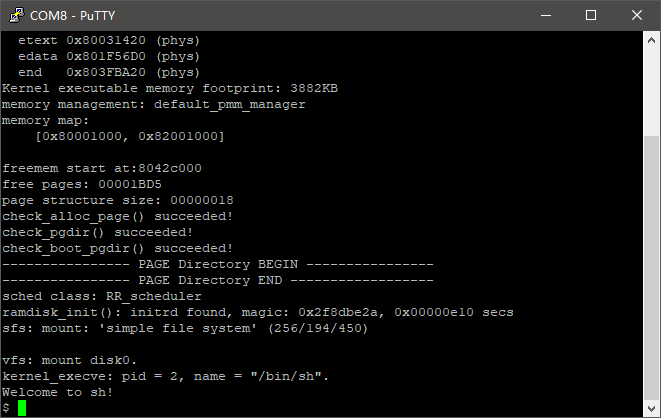 COM8 - PuTTY
etext 0x80031420 (phys)
edata 0x801F56D0 (phys)
end 0x803FBA20 (phys)
Kernel executable memory footprint: 3882KB
memory management: default_pmm_manager
memory map:
[0x80001000, 0x82001000]
freemem start at:8042c000
free pages: 00001BD5
page structure size: 00000018
check_alloc_page() succeeded!
check_pgdir() succeeded!
check_boot_pgdir() succeeded!
---------------- PAGE Directory BEGIN ----------------
---------------- PAGE Directory END ------------------
sched class: RR_scheduler
ramdisk_init(): initrd found, magic: 0x2f8dbe2a, 0x00000e10 secs
sfs: mount: 'simple file system' (256/194/450)
vfs: mount disk0.
kernel_execve: pid = 2, name = "/bin/sh".
Welcome to sh!
$